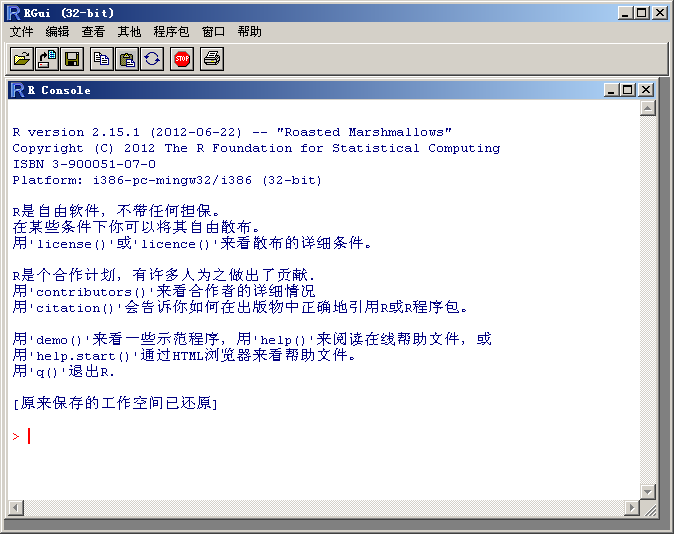 RGui (32-bit)
文件 编辑 查看 其他 程序包 窗口 帮助
STOP
R Console
R version 2.15.1 (2012-06-22) -- "Roasted Marshmallows"
Copyright (C) 2012 The R Foundation for Statistical Computing
ISBN 3-900051-07-0
Platform: i386-pc-mingw32/i386 (32-bit)
R是自由软件，不带任何担保。
在某些条件下你可以将其自由散布。
用'license()'或'licence()'来看散布的详细条件。
R是个合作计划，有许多人为之做出了贡献.
用'contributors()'来看合作者的详细情况
用'citation()'会告诉你如何在出版物中正确地引用R或R程序包。
用'demo()'来看一些示范程序，用'help()'来阅读在线帮助文件，或
用'help.start()'通过HTML浏览器来看帮助文件。
用'q()'退出R.
[原来保存的工作空间已还原]
>